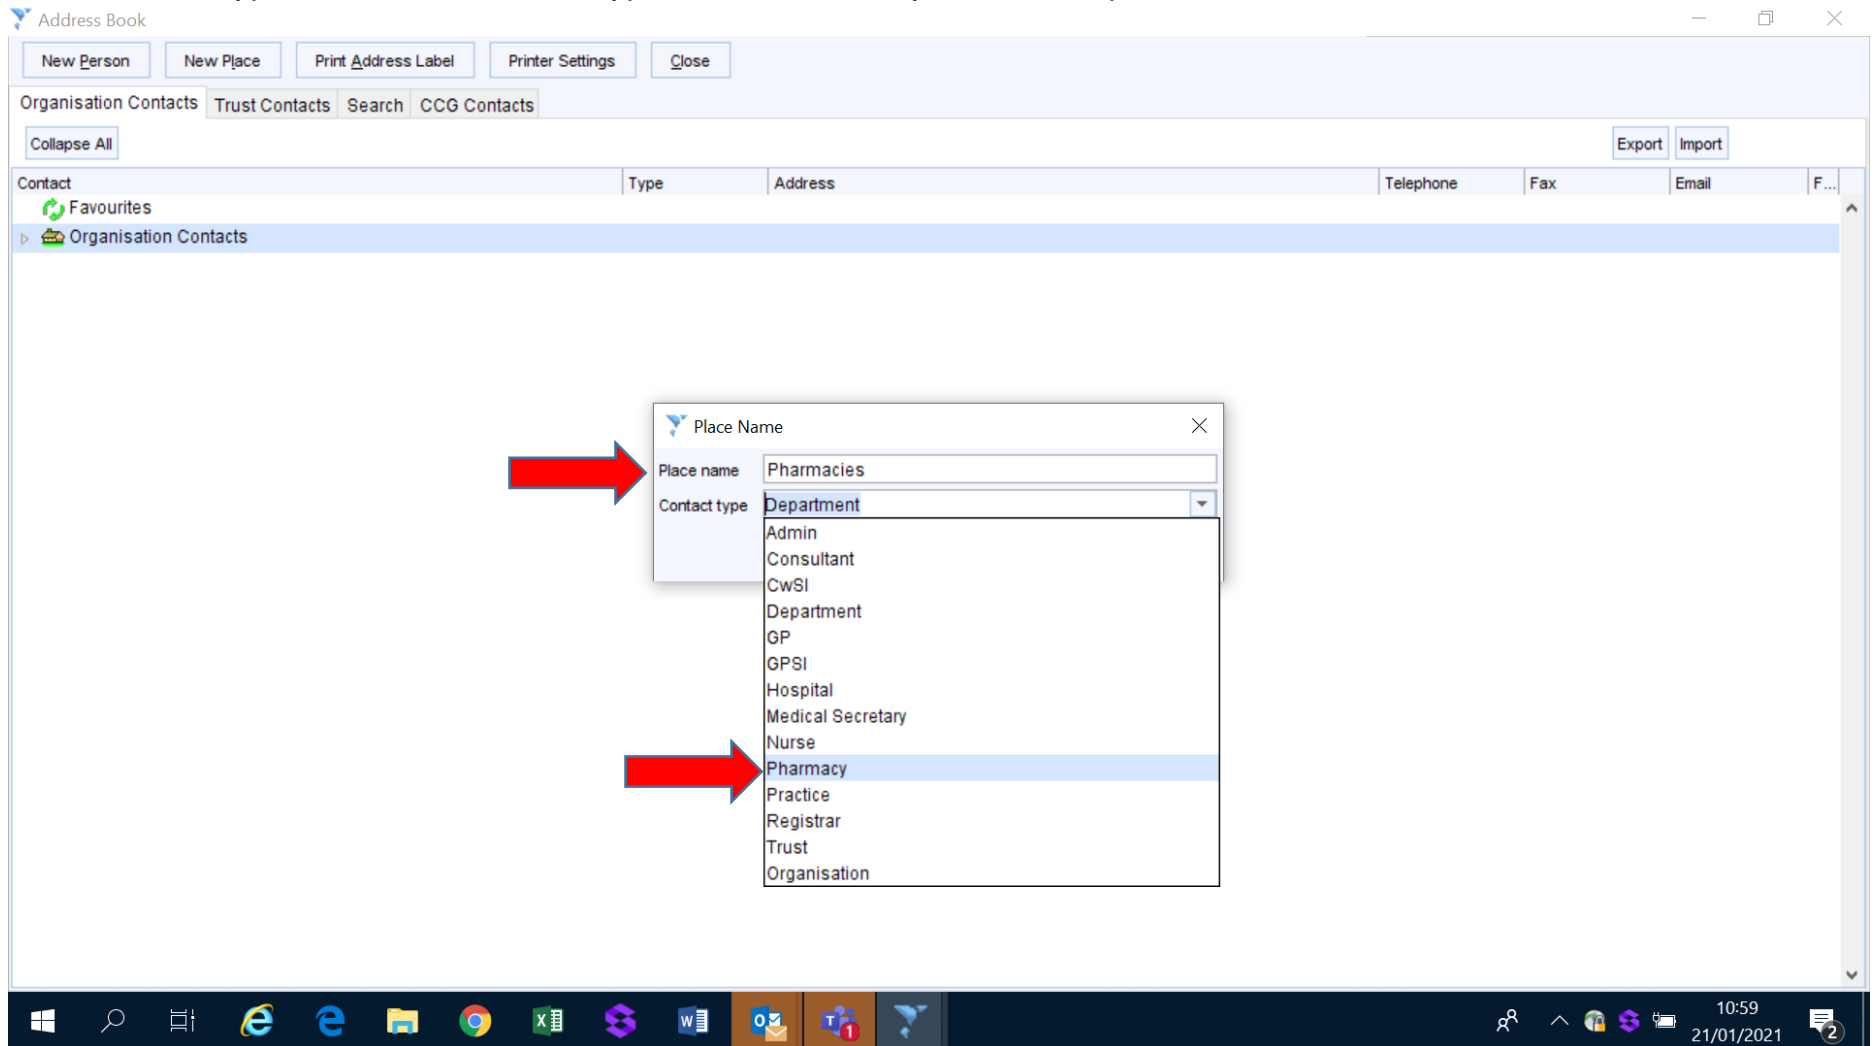 Address Book
New Person New Place Print Address Label Printer Settings Close
Organisation Contacts Trust Contacts Search CCG Contacts
Collapse All Export Import
Contact Type Address Telephone Fax Email F...
Favourites
Organisation Contacts
Place Name
Place name Pharmacies
Contact type Department
Admin
Consultant
CwSI
Department
GP
GPSI
Hospital
Medical Secretary
Nurse
Pharmacy
Practice
Registrar
Trust
Organisation
10:59
21/01/2021
1
2